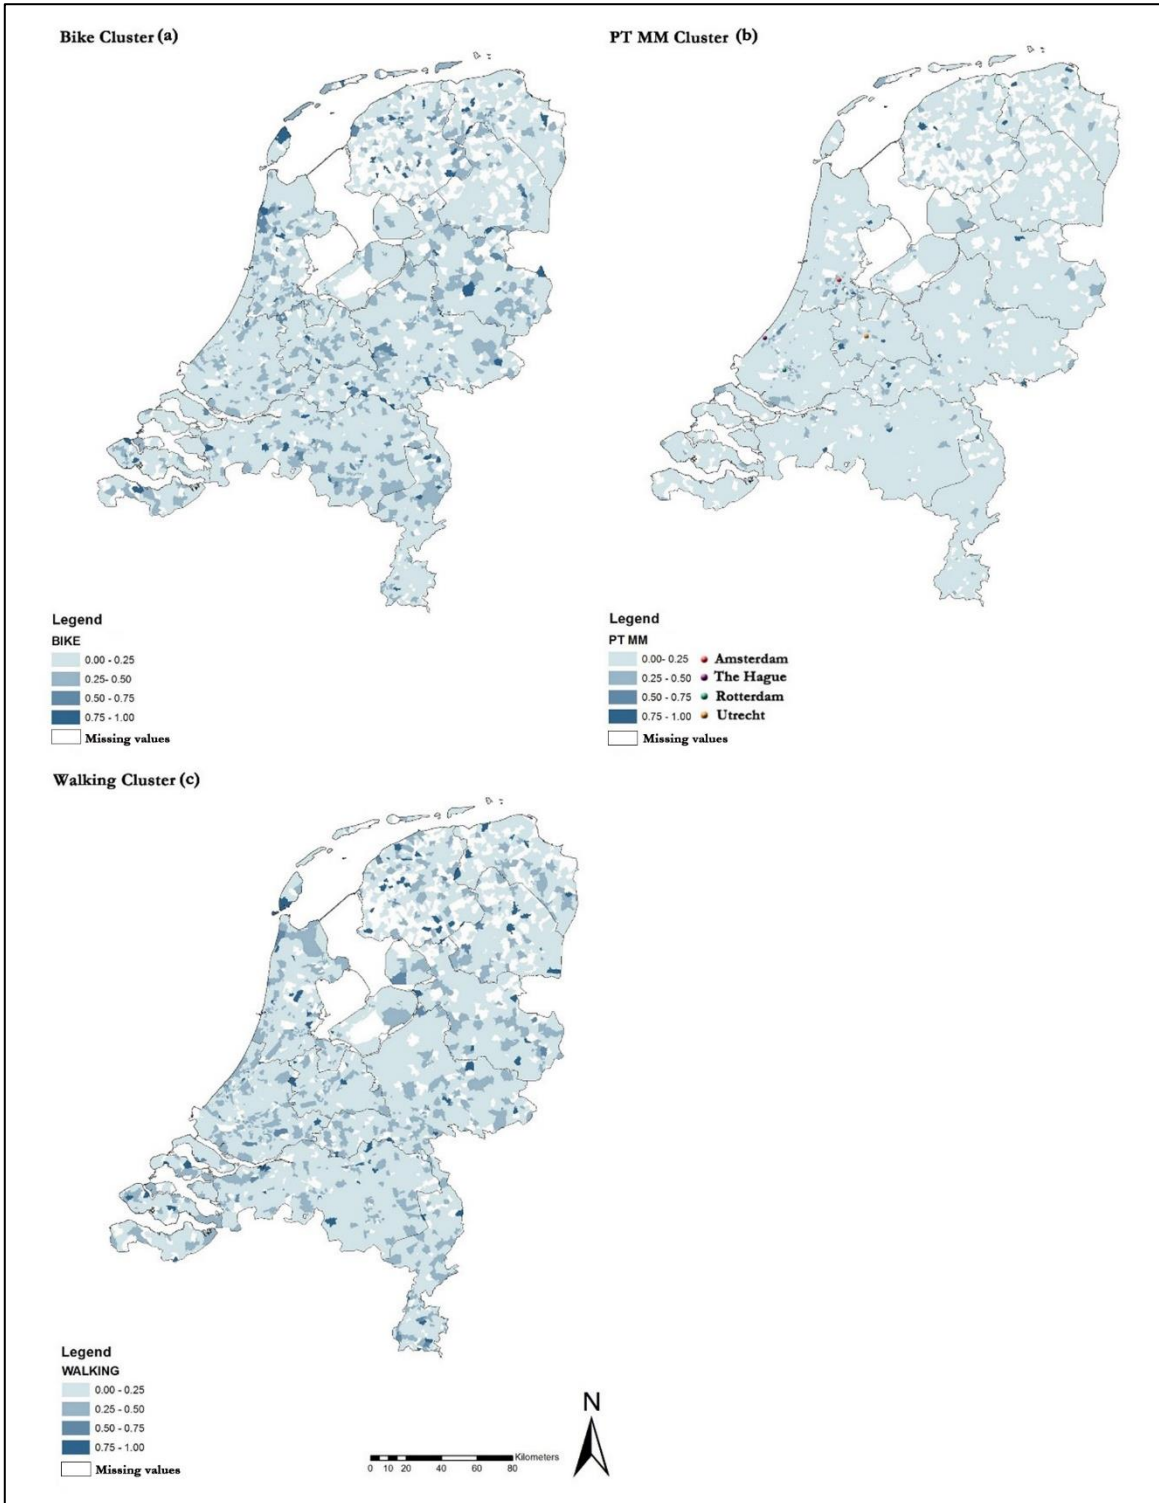 Bike Cluster (a)
PT MM Cluster (b)
Legend
BIKE
0.00 - 0.25
0.25- 0.50
0.50 - 0.75
0.75 - 1.00
Missing values
Legend
PT MM
0.00- 0.25 Amsterdam
0.25 - 0.50 The Hague
0.50 - 0.75 Rotterdam
0.75 - 1.00 Utrecht
Missing values
Walking Cluster (c)
Legend
WALKING
0.00 - 0.25
0.25 - 0.50
0.50 - 0.75
0.75 - 1.00
Missing values
N
Kilometers
0 10 20 40 60 80